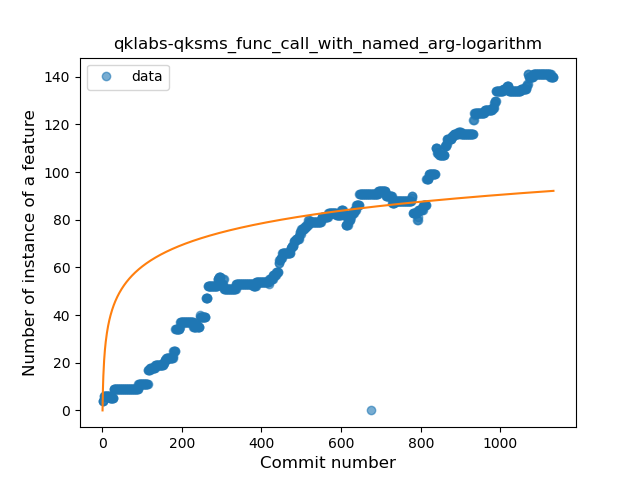 qklabs-qksms_func_call_with_named_arg-logarithm
data
Number of instance of a feature
140
120
100
80
60
40
20
0
0 200 400 600 800 1000
Commit number